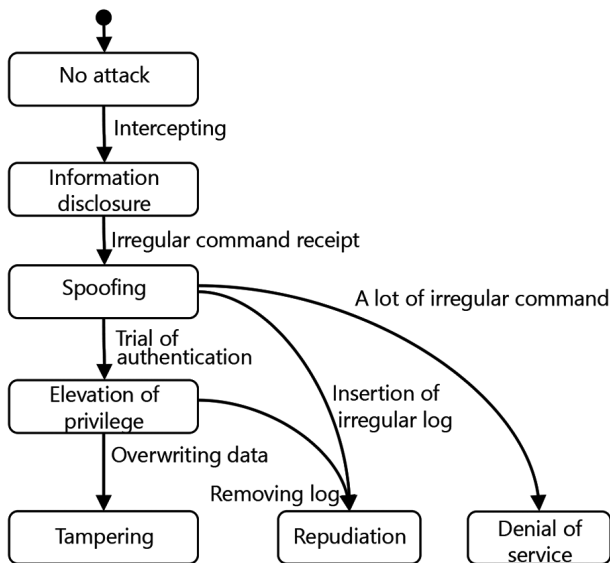 No attack
Intercepting
Information
disclosure
Irregular command receipt
Spoofing
A lot of irregular command
Trial of
authentication
Elevation of
privilege
Insertion of
irregular log
Overwriting data
Removing log
Tampering
Repudiation
Denial of
service